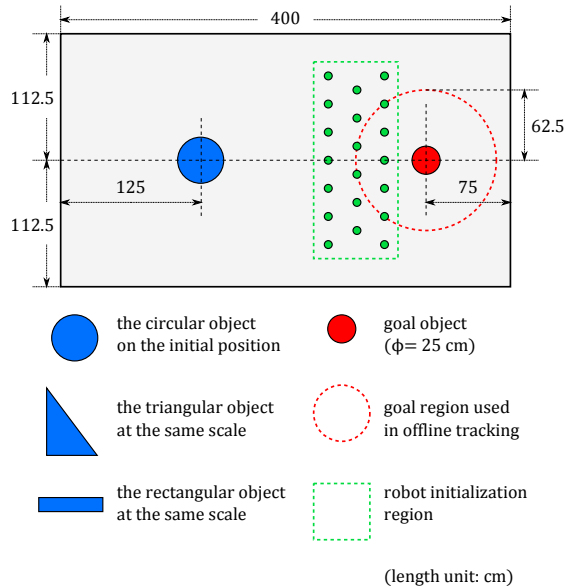 400
112.5
62.5
125
75
112.5
the circular object
on the initial position
goal object
(ϕ= 25 cm)
the triangular object
at the same scale
goal region used
in offline tracking
the rectangular object
at the same scale
robot initialization
region
(length unit: cm)